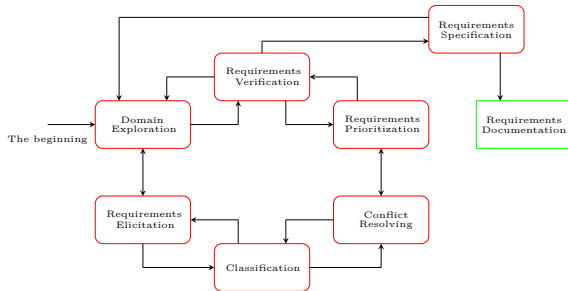 Requirements
Specification
Requirements
Verification
Domain
Exploration
Requirements
Prioritization
Requirements
Documentation
The beginning
Requirements
Elicitation
Conflict
Resolving
Classification